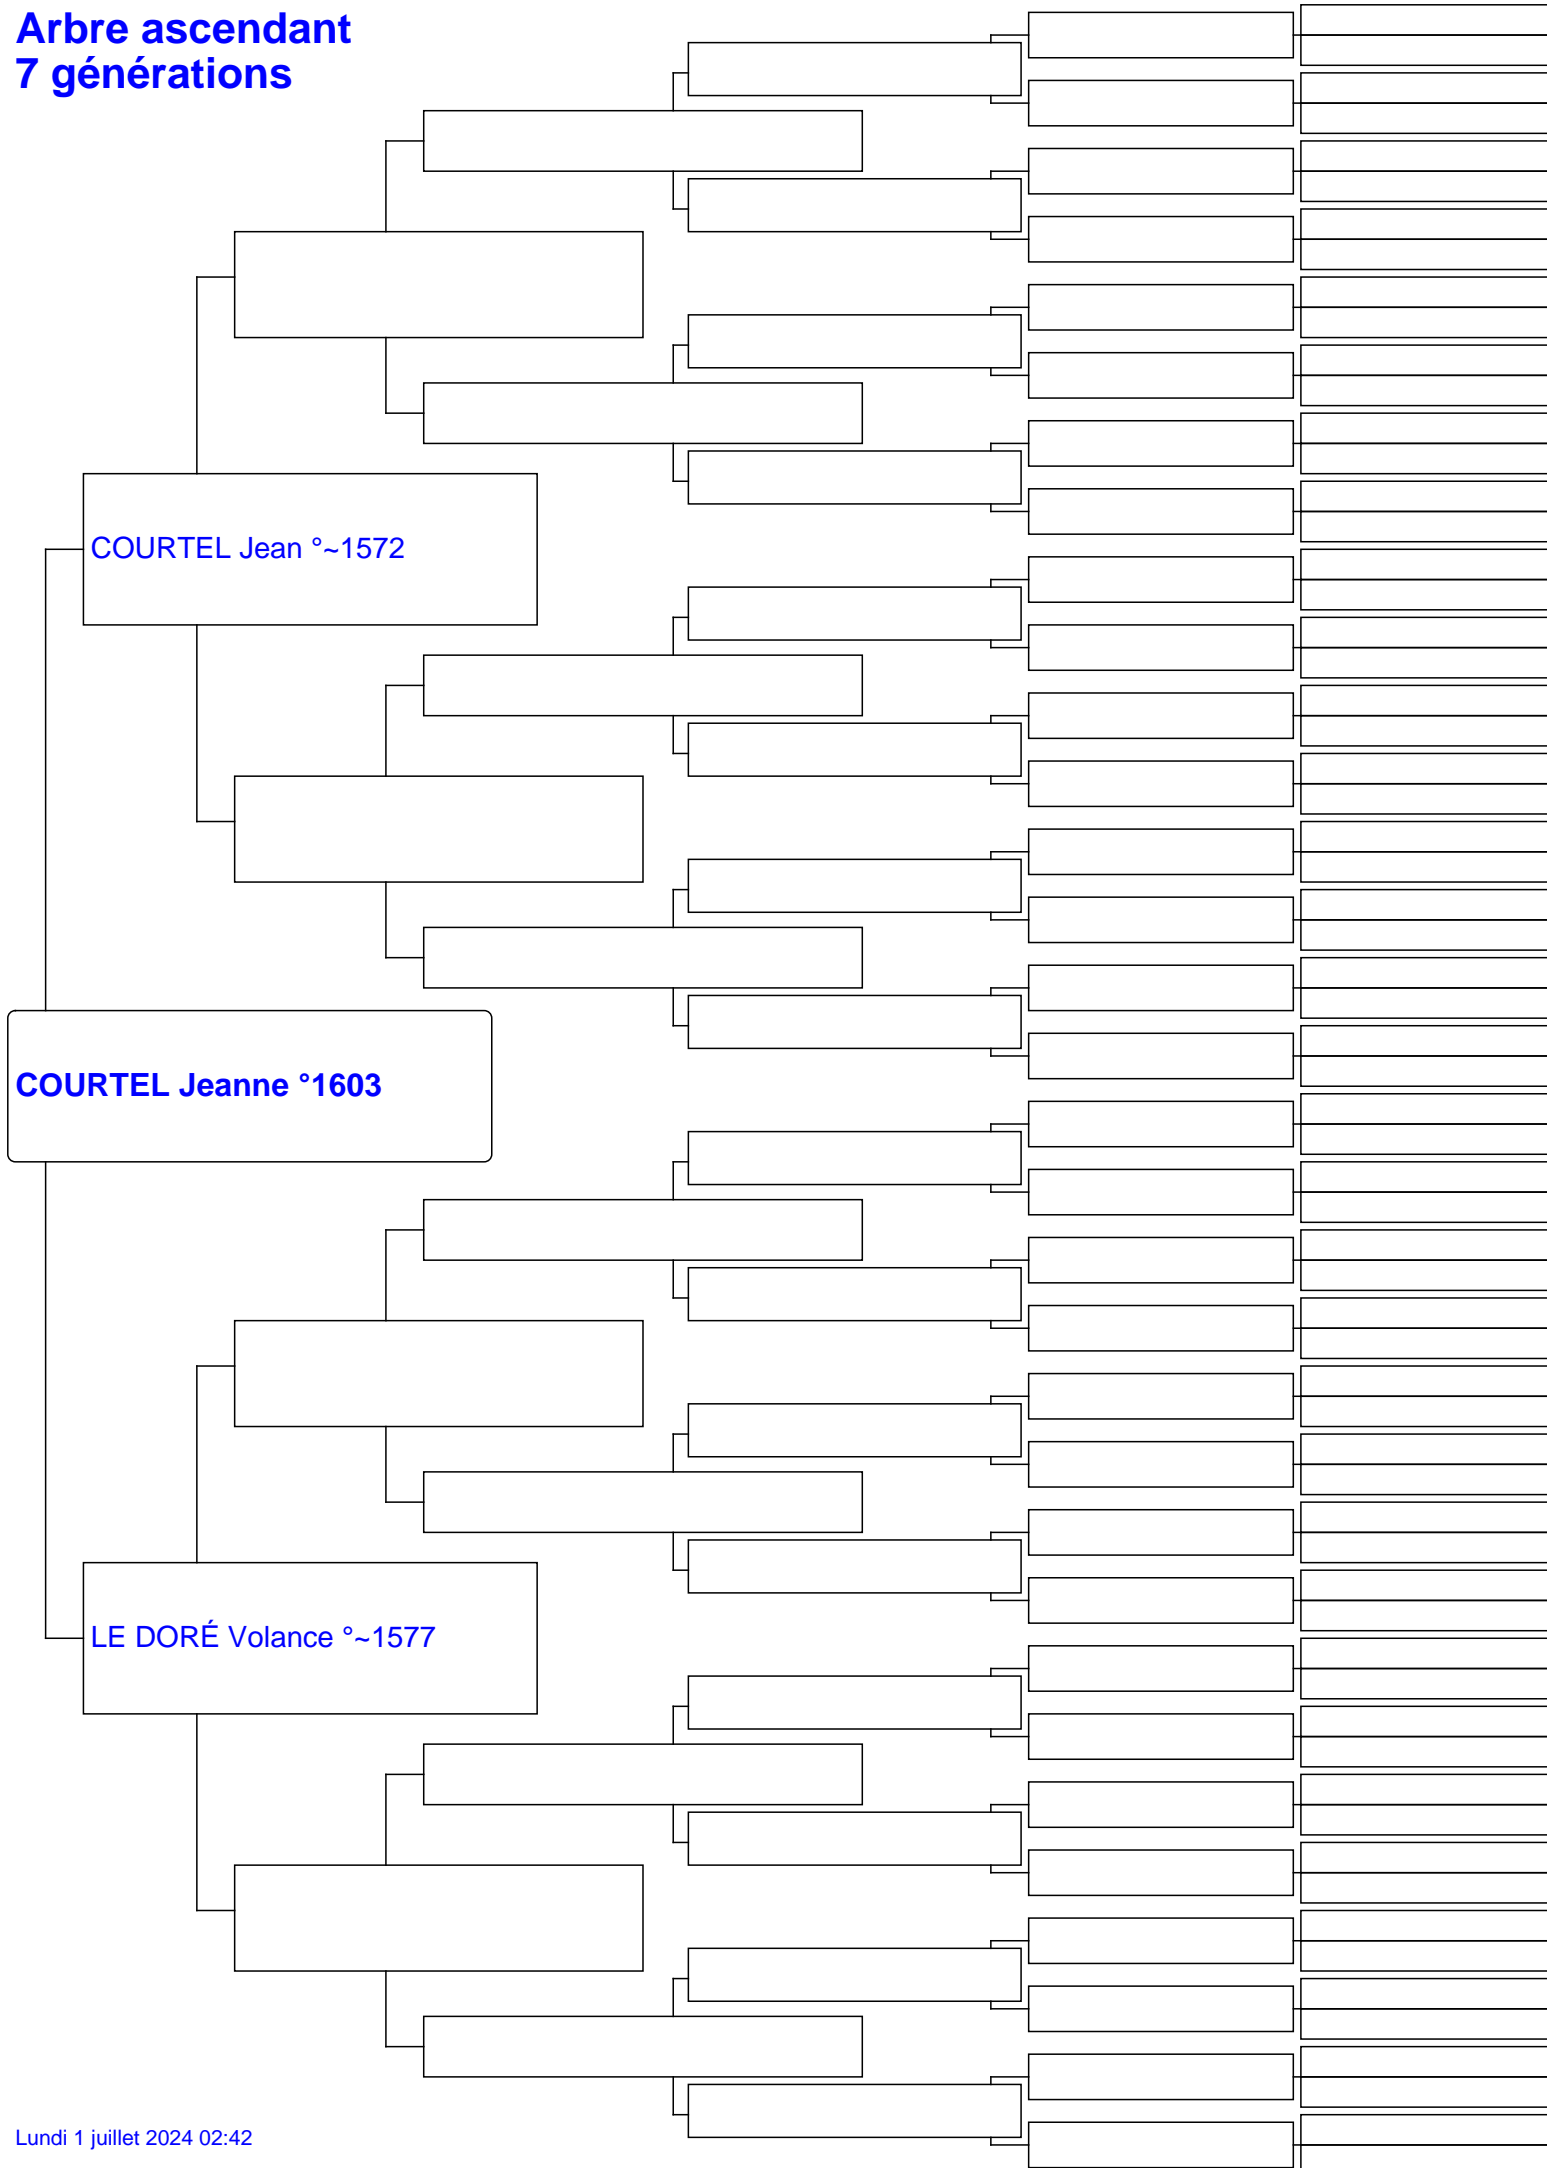 Arbre ascendant
7 générations
COURTEL Jean °~1572
COURTEL Jeanne °1603
LE DORÉ Volance °~1577
Lundi 1 juillet 2024 02:42